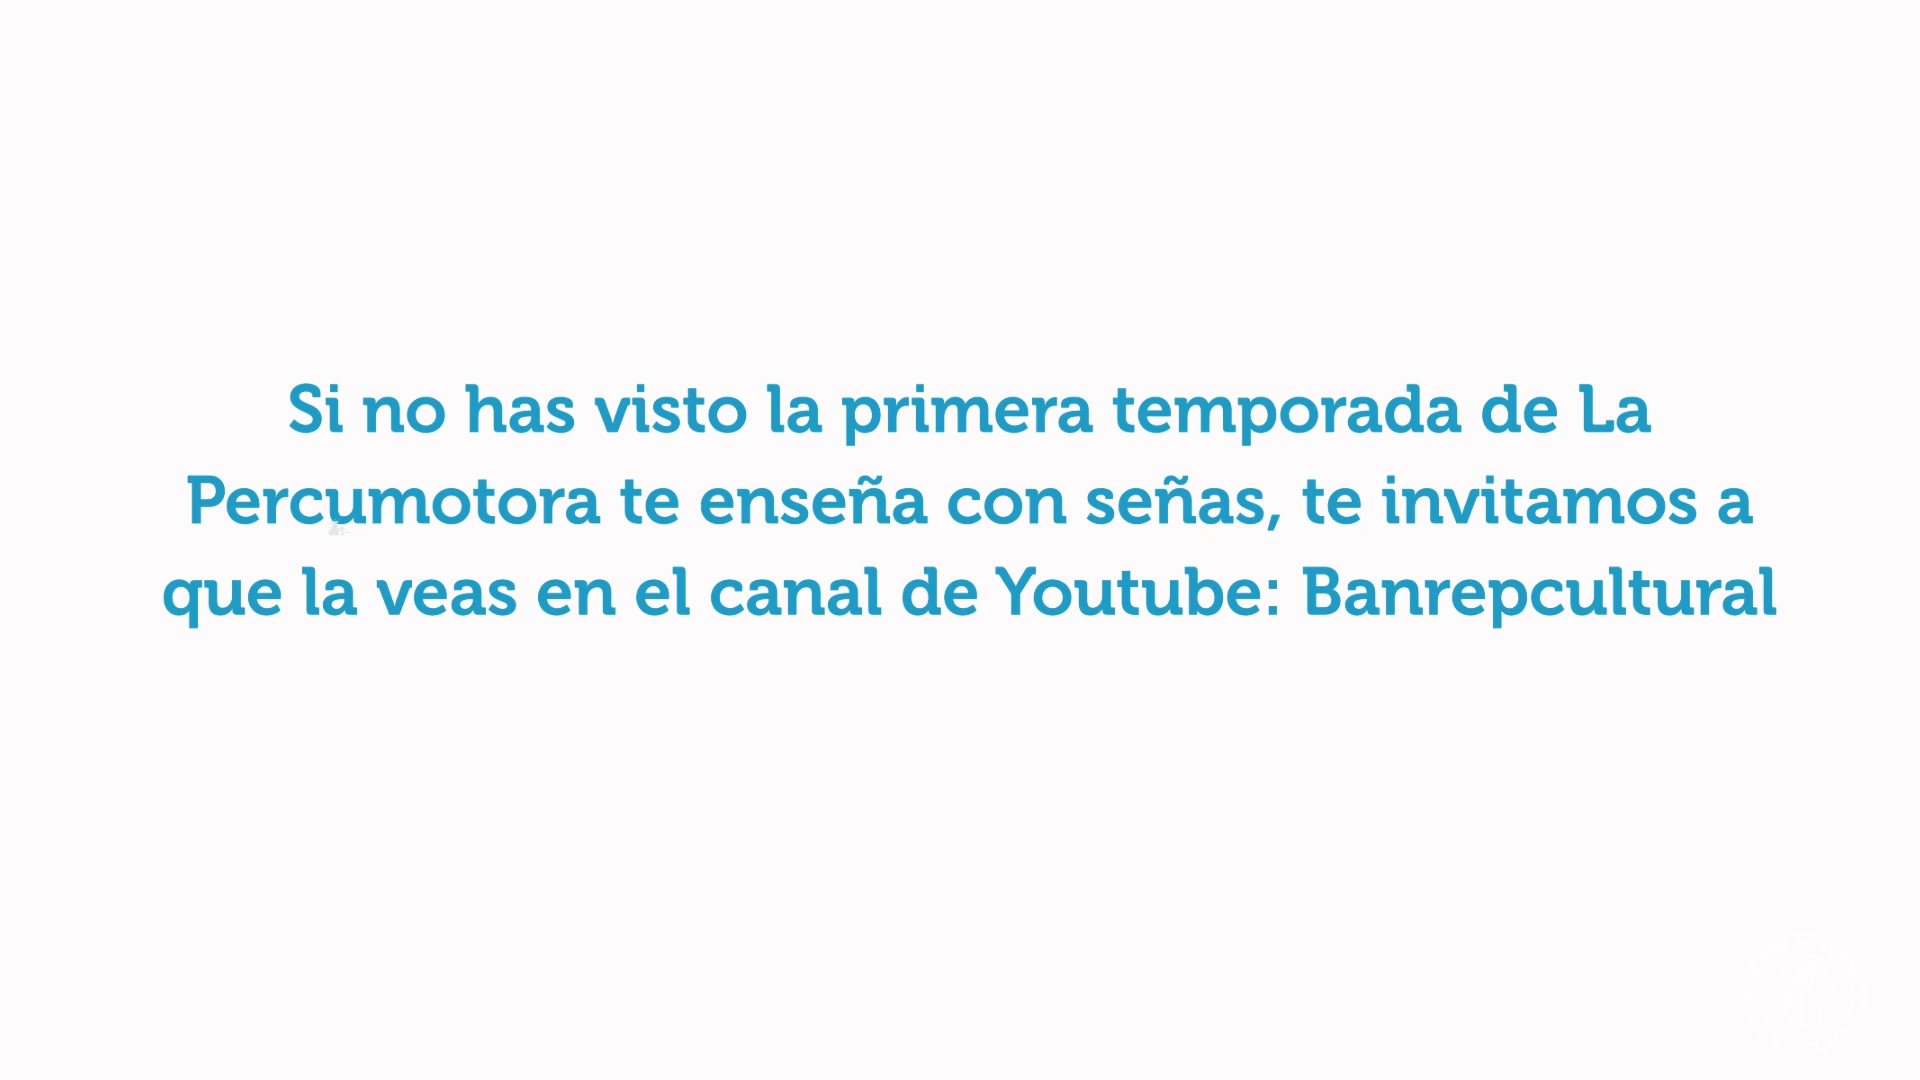 Si no has visto la primera temporada de La
Percumotora te enseña con señas, te invitamos a
que la veas en el canal de Youtube: Banrepcultural